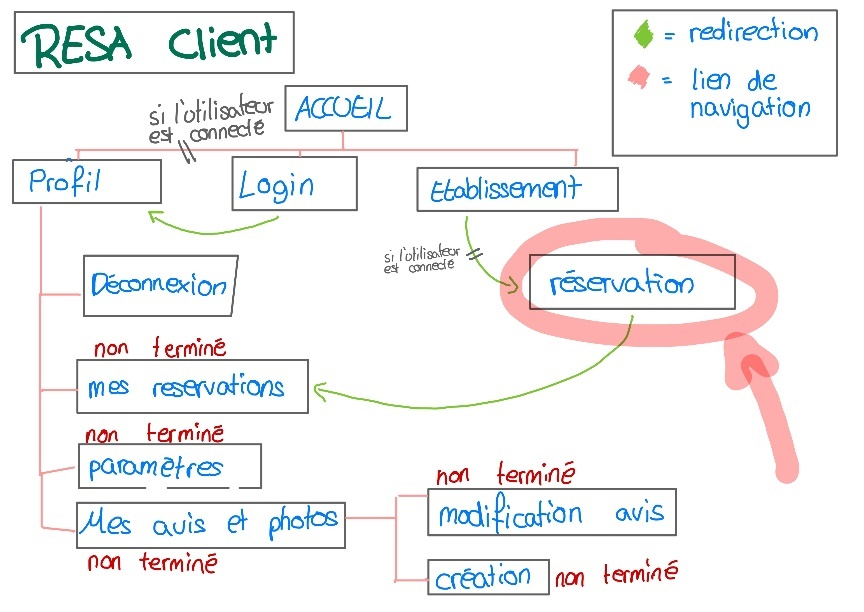 RESA Client
= redirection
= lien de
navigation
si l'utilisateur
est connecté
ACCUEIL
Profil
Login
Etablissement
si l'utilisateur
est connecté
réservation
Déconnexion
non terminé
mes reservations
non terminé
paramètres
Mes avis et photos
non terminé
non terminé
modification avis
création
non terminé